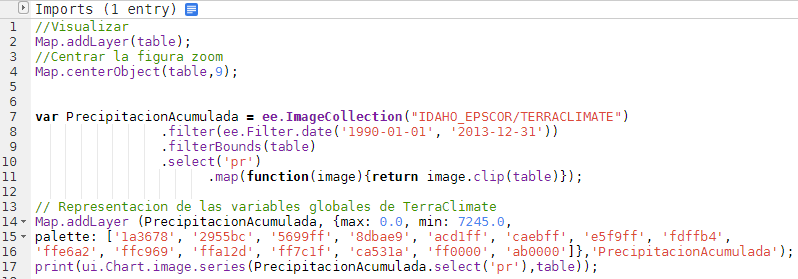 Imports (1 entry)
1 //Visualizar
2 Map.addLayer(table);
3 //Centrar la figura zoom
4 Map.centerObject(table,9);
5
6
7 var PrecipitacionAcumulada = ee.ImageCollection("IDAHO_EPSCOR/TERRACLIMATE")
8 .filter(ee.Filter.date('1990-01-01', '2013-12-31'))
9 .filterBounds(table)
10 .select('pr')
11 .map(function(image){return image.clip(table)});
12
13 // Representacion de las variables globales de TerraClimate
14 Map.addLayer (PrecipitacionAcumulada, {max: 0.0, min: 7245.0,
15 palette: ['1a3678', '2955bc', '5699ff', '8dbae9', 'acd1ff', 'caebff', 'e5f9ff', 'fdffb4',
16 'ffe6a2', 'ffc969', 'ffa12d', 'ff7c1f', 'ca531a', 'ff0000', 'ab0000']},'PrecipitacionAcumulada');
17 print(ui.Chart.image.series(PrecipitacionAcumulada.select('pr'),table));